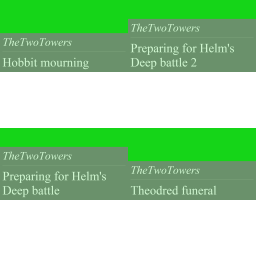 TheTwoTowers
Hobbit mourning
TheTwoTowers
Preparing for Helm's
Deep battle 2
TheTwoTowers
Preparing for Helm's
Deep battle
TheTwoTowers
Theodred funeral